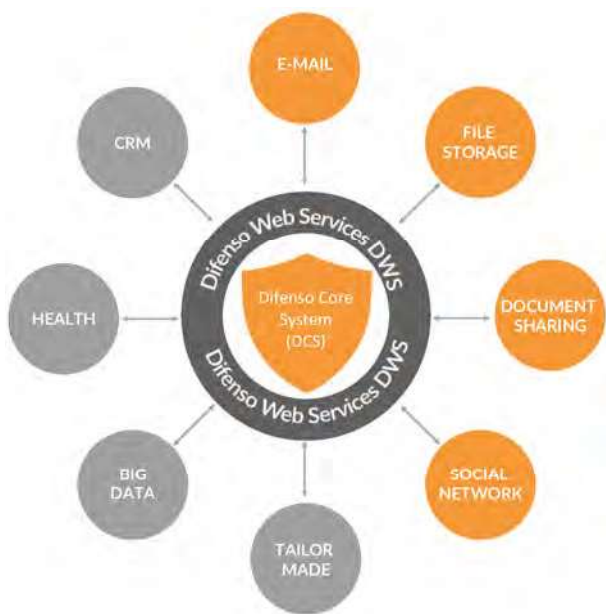 E-MAIL
CRM
FILE
STORAGE
Difenso Web Services DWS
HEALTH
Difenso Core
System
(DCS)
DOCUMENT
SHARING
Difenso Web Services DWS
BIG
DATA
SOCIAL
NETWORK
TAILOR
MADE